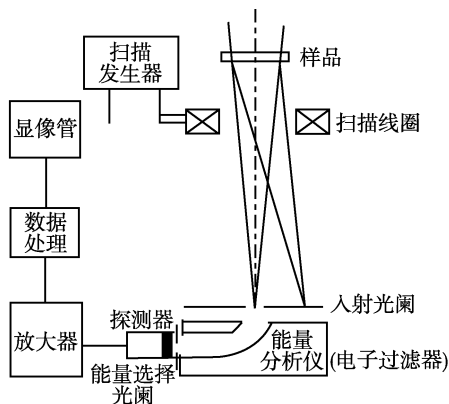 扫描
发生器
样品
显像管
扫描线圈
数据
处理
入射光阑
探测器
放大器
能量
分析仪
(电子过滤器)
能量选择
光阑